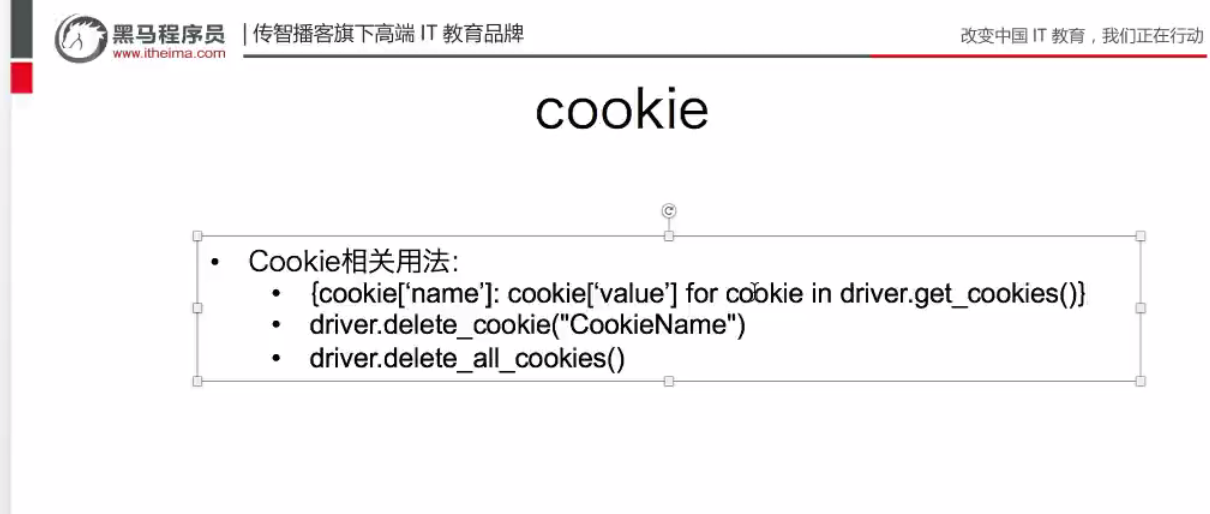 黑马程序员 | 传智播客旗下高端 IT 教育品牌
www.itheima.com
改变中国 IT 教育，我们正在行动
cookie
• Cookie相关用法:
• {cookie[‘name’]: cookie[‘value’] for cookie in driver.get_cookies()}
• driver.delete_cookie("CookieName")
• driver.delete_all_cookies()